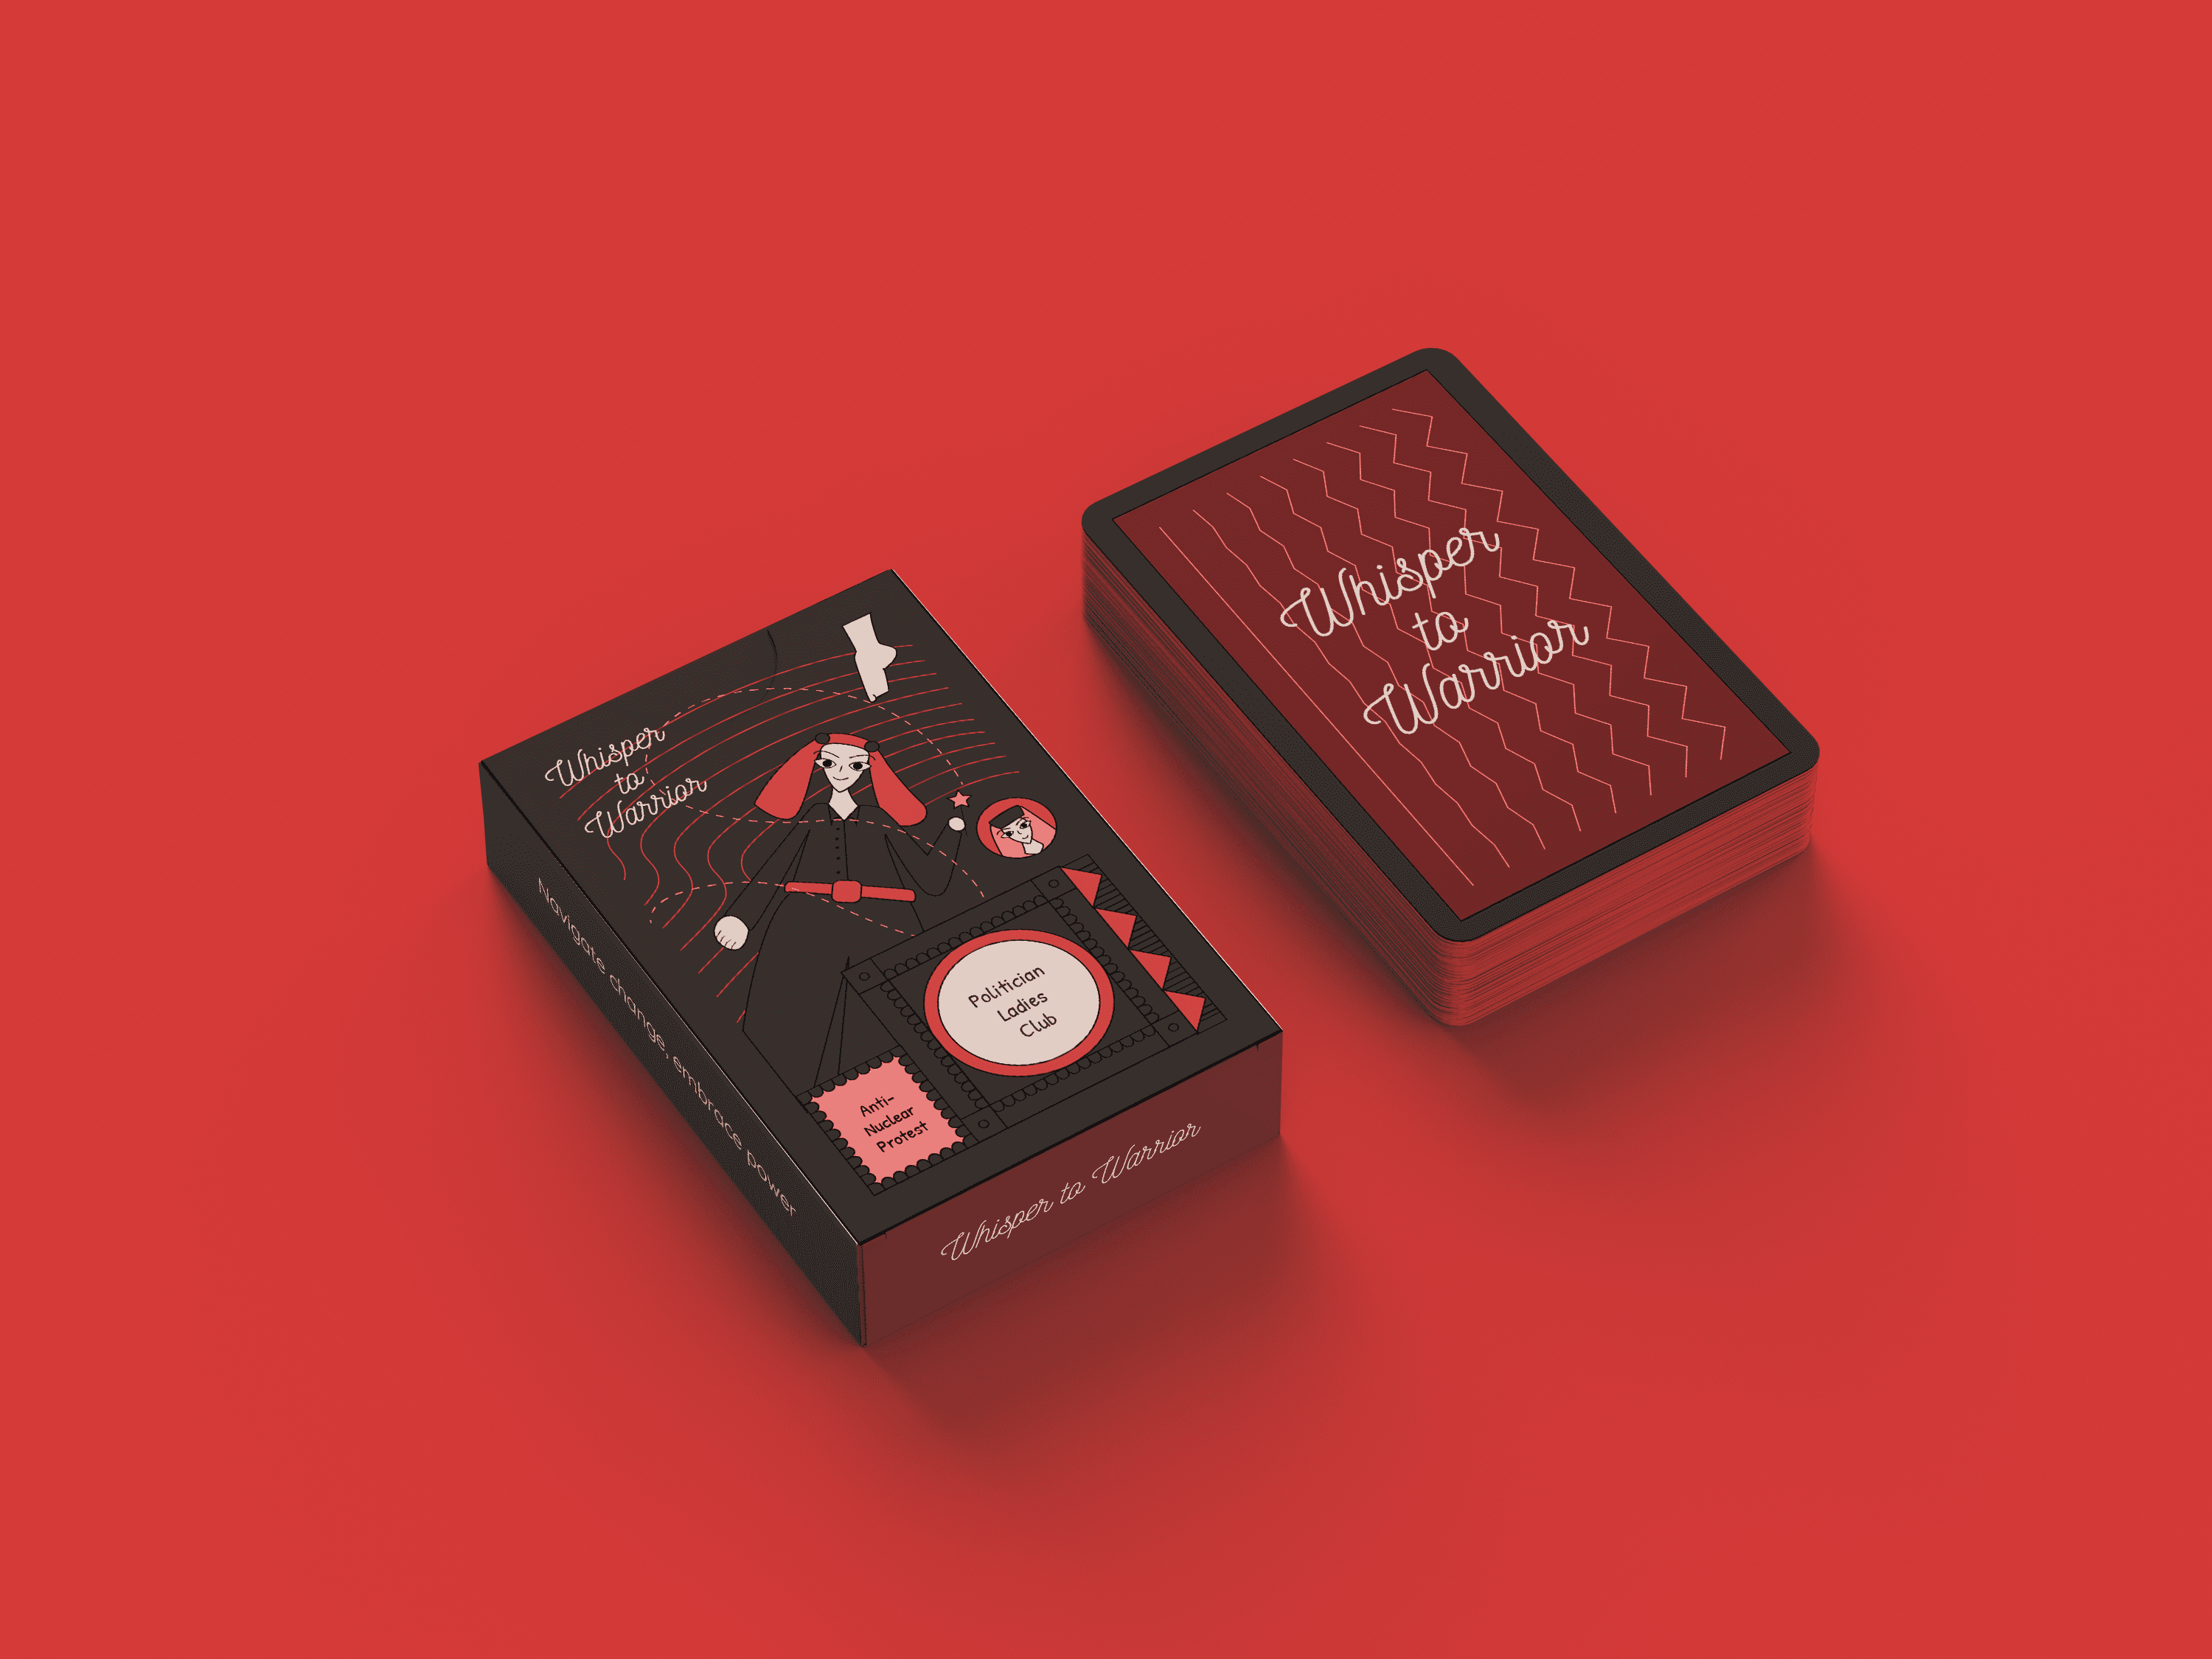 Whisper
to
Warrior
Politician
Ladies
Club
Anti-
Nuclear
Protest
Navigate change, embrace power
Whisper to Warrior
Whisper
to
Warrior